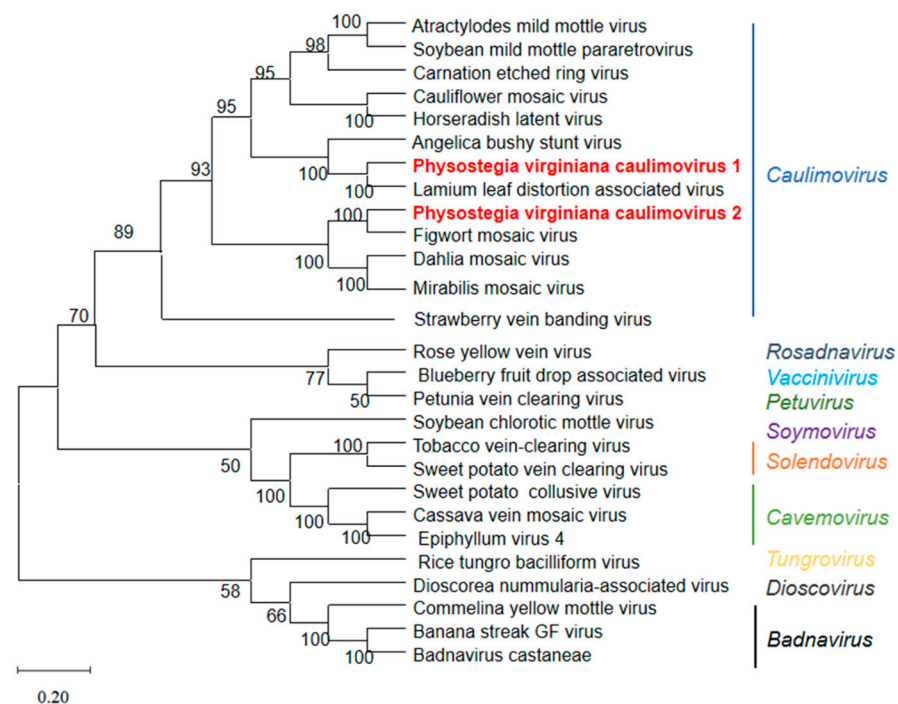 100
Atractylodes mild mottle virus
98
Soybean mild mottle pararetrovirus
95
Carnation etched ring virus
95
Cauliflower mosaic virus
100
Horseradish latent virus
Angelica bushy stunt virus
93
100
Physostegia virginiana caulimovirus 1
Caulimovirus
100
Lamium leaf distortion associated virus
100
Physostegia virginiana caulimovirus 2
89
Figwort mosaic virus
100
Dahlia mosaic virus
100
Mirabilis mosaic virus
70
Strawberry vein banding virus
Rose yellow vein virus
Rosadnavirus
77
Blueberry fruit drop associated virus
Vaccinivirus
50
Petunia vein clearing virus
Petuvirus
Soybean chlorotic mottle virus
Soymovirus
100
Tobacco vein-clearing virus
50
Sweet potato vein clearing virus
Solendovirus
100
Sweet potato collusive virus
100
Cassava vein mosaic virus
Cavemovirus
100
Epiphyllum virus 4
Rice tungro bacilliform virus
Tungrovirus
58
Dioscorea nummularia-associated virus
Dioscovirus
66
Commelina yellow mottle virus
100
Banana streak GF virus
Badnavirus
100
Badnavirus castaneae
0.20